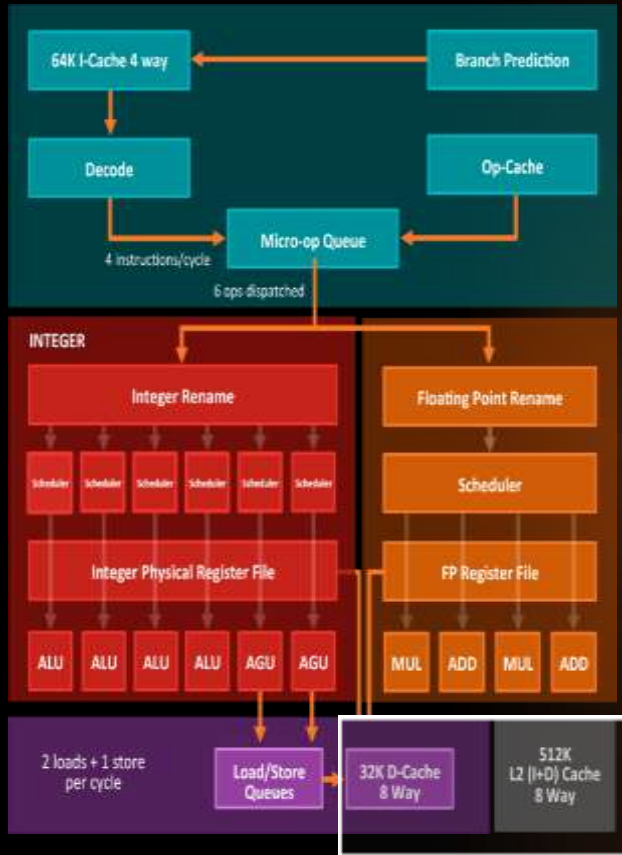 64K I-Cache 4 way
Branch Prediction
Decode
Op-Cache
Micro-op Queue
4 instructions/cycle
6 ops dispatched
INTEGER
Integer Rename
Floating Point Rename
Scheduler
Scheduler
Scheduler
Scheduler
Scheduler
Scheduler
Scheduler
Integer Physical Register File
FP Register File
ALU
ALU
ALU
ALU
AGU
AGU
MUL
ADD
MUL
ADD
2 loads + 1 store
per cycle
Load/Store
Queues
32K D-Cache
8 Way
512K
L2 (I+D) Cache
8 Way